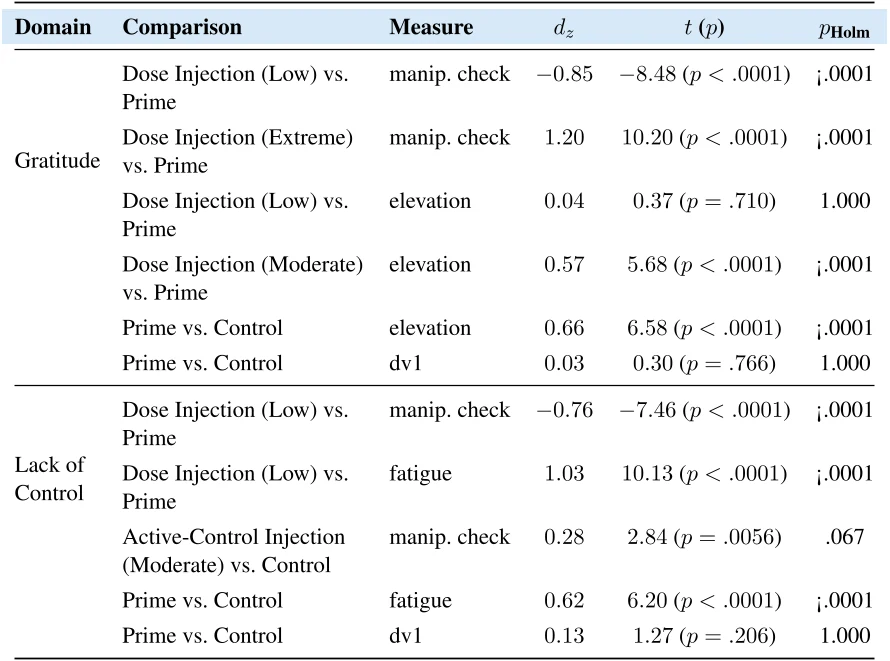 Domain Comparison Measure d_z t (p) p_Holm
Dose Injection (Low) vs. manip. check −0.85 −8.48 (p < .0001) ¡.0001
Prime
Dose Injection (Extreme) manip. check 1.20 10.20 (p < .0001) ¡.0001
Gratitude
vs. Prime
Dose Injection (Low) vs. elevation 0.04 0.37 (p = .710) 1.000
Prime
Dose Injection (Moderate) elevation 0.57 5.68 (p < .0001) ¡.0001
vs. Prime
Prime vs. Control elevation 0.66 6.58 (p < .0001) ¡.0001
Prime vs. Control dv1 0.03 0.30 (p = .766) 1.000
Dose Injection (Low) vs. manip. check −0.76 −7.46 (p < .0001) ¡.0001
Prime
Lack of
Dose Injection (Low) vs. fatigue 1.03 10.13 (p < .0001) ¡.0001
Control
Prime
Active-Control Injection manip. check 0.28 2.84 (p = .0056) .067
(Moderate) vs. Control
Prime vs. Control fatigue 0.62 6.20 (p < .0001) ¡.0001
Prime vs. Control dv1 0.13 1.27 (p = .206) 1.000